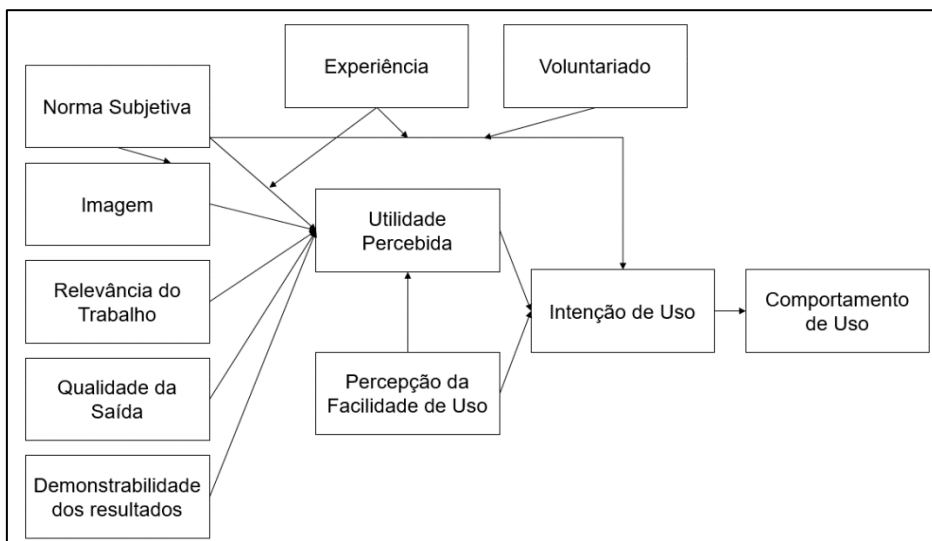 Experiência
Voluntariado
Norma Subjetiva
Imagem
Utilidade
Percebida
Relevância do
Trabalho
Intenção de Uso
Comportamento
de Uso
Qualidade da
Saída
Percepção da
Facilidade de Uso
Demonstrabilidade
dos resultados